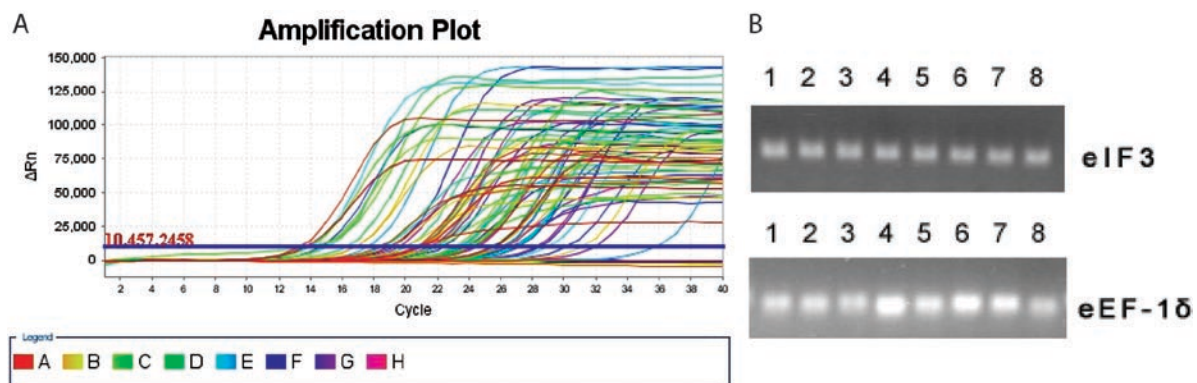 A
Amplification Plot
ΔRn
150,000
125,000
100,000
75,000
50,000
25,000
0
10,457.2458
2 4 6 8 10 12 14 16 18 20 22 24 26 28 30 32 34 36 38 40
Cycle
Legend
A B C D E F G H
B
1 2 3 4 5 6 7 8
eIF3
1 2 3 4 5 6 7 8
eEF-1δ